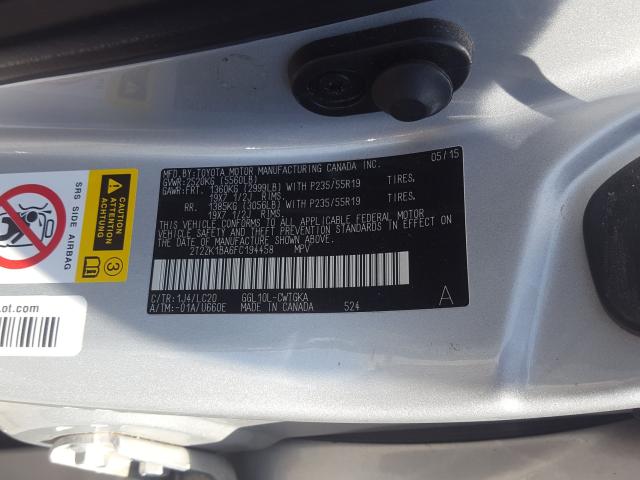 MFD. BY: TOYOTA MOTOR MANUFACTURING CANADA INC.
05/15
GVWR: 2520KG (5560LB)
GAWR: FRT. 1360KG (2999LB) WITH P235/55R19 TIRES,
19X7 1/2J RIMS
RR. 1385KG (3056LB) WITH P235/55R19 TIRES,
19X7 1/2J RIMS
THIS VEHICLE CONFORMS TO ALL APPLICABLE FEDERAL MOTOR
VEHICLE SAFETY AND THEFT PREVENTION STANDARDS IN EFFECT ON
THE DATE OF MANUFACTURE SHOWN ABOVE.
2T2ZK1BA6FC194458 MPV
C/TR: 1J4/LC20 GGL10L-CWTGKA
A/TM: -01A/U660E MADE IN CANADA 524
A
SRS SIDE AIRBAG
CAUTION
ACHTUNG
ATTENTION
3
ot.com